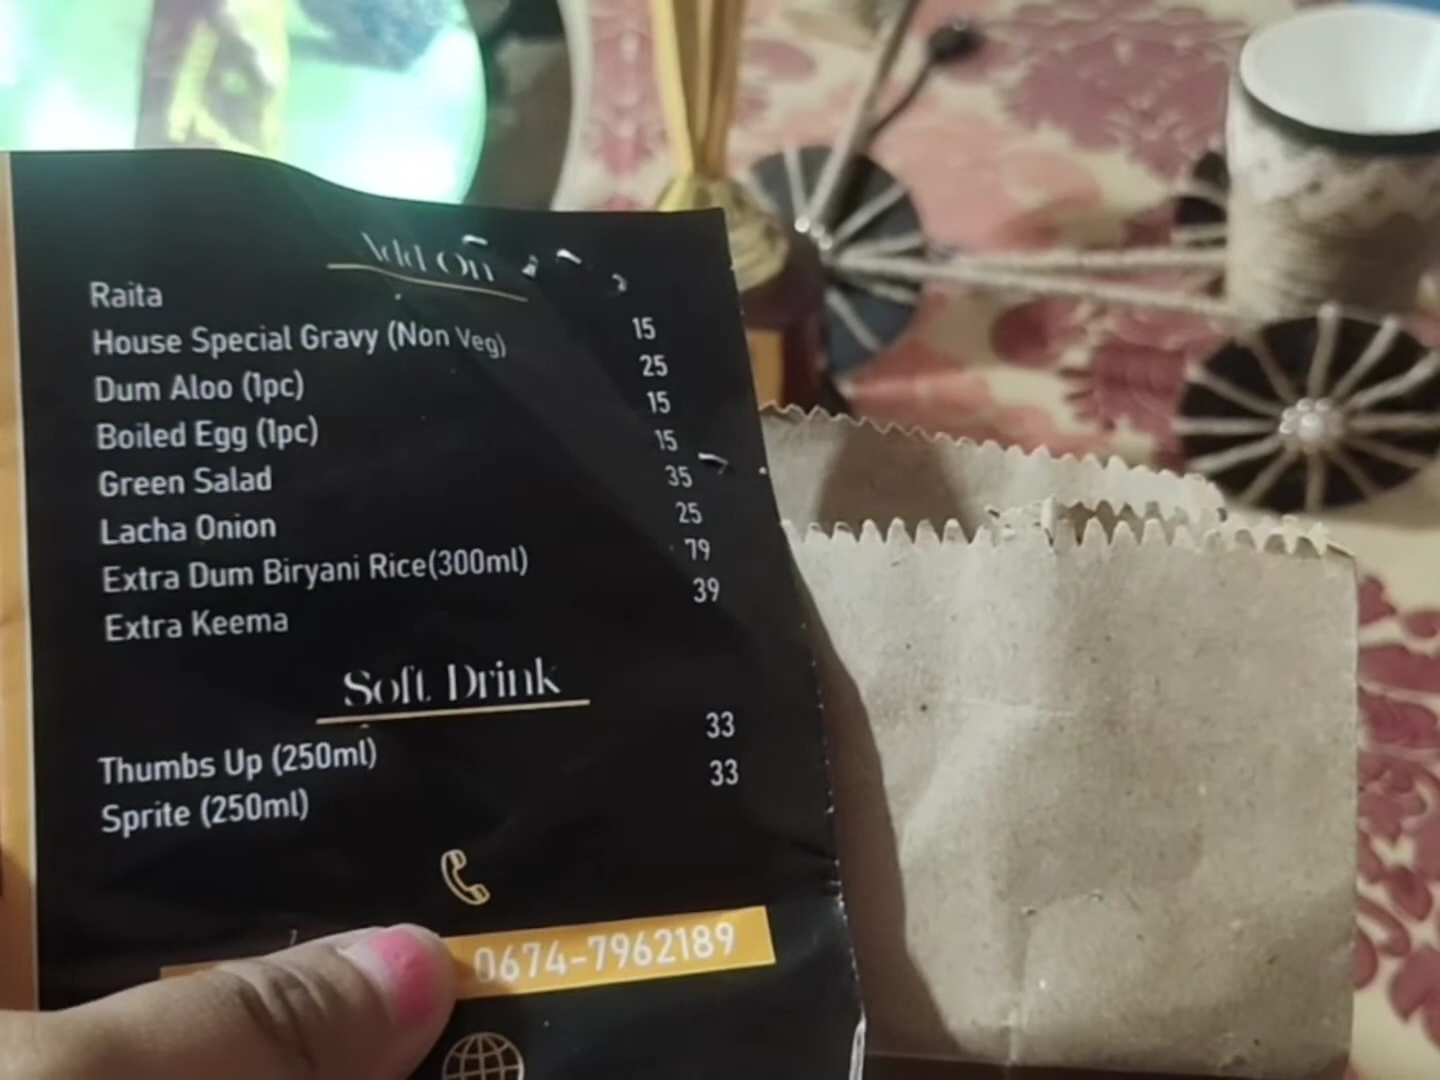 Add On
Raita 15
House Special Gravy (Non Veg) 25
Dum Aloo (1pc) 15
Boiled Egg (1pc) 15
Green Salad 35
Lacha Onion 25
Extra Dum Biryani Rice(300ml) 79
Extra Keema 39
Soft Drink
Thumbs Up (250ml) 33
Sprite (250ml) 33
0674-7962189